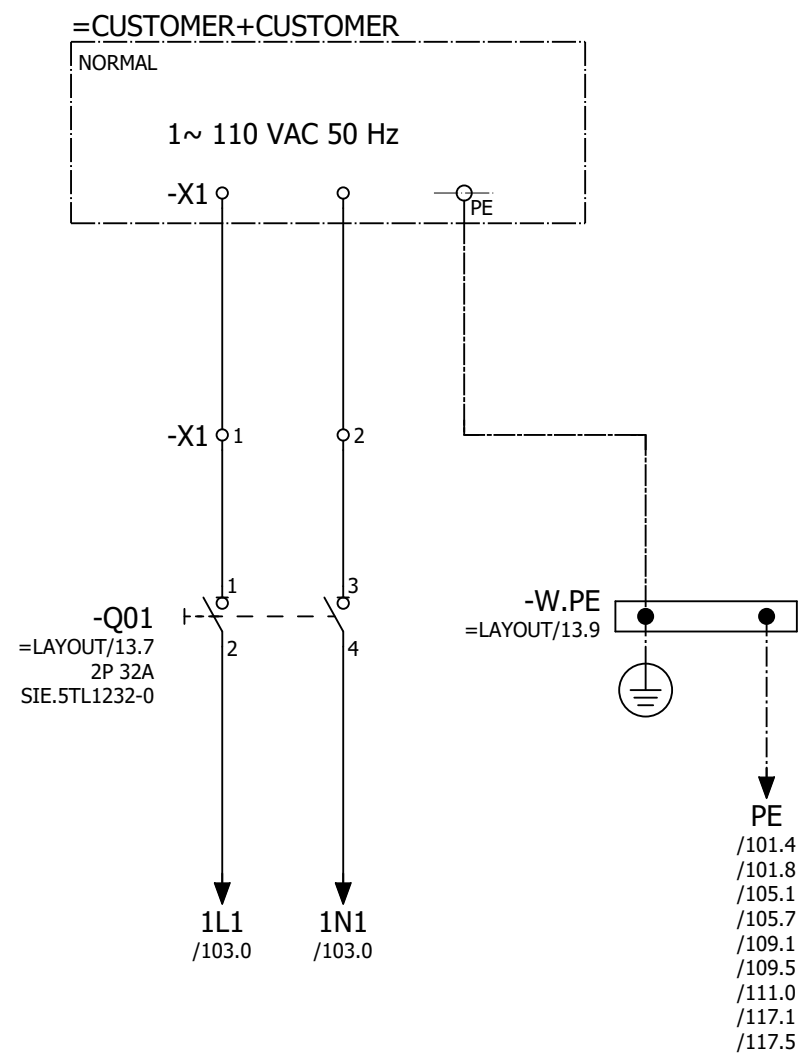 =CUSTOMER+CUSTOMER
NORMAL
1~ 110 VAC 50 Hz
-X1
PE
-X1 1 2
1 3
-Q01
=LAYOUT/13.7
2P 32A
SIE.5TL1232-0
2 4
-W.PE
=LAYOUT/13.9
1L1
/103.0
1N1
/103.0
PE
/101.4
/101.8
/105.1
/105.7
/109.1
/109.5
/111.0
/117.1
/117.5